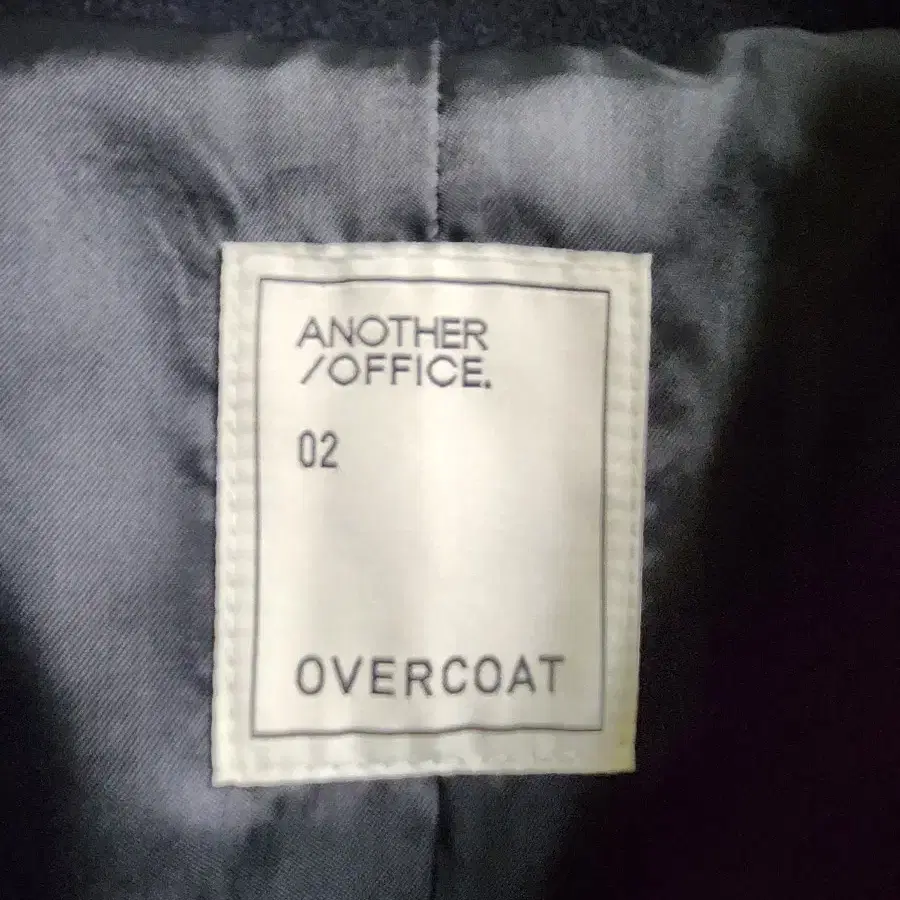 ANOTHER
/OFFICE.
02
OVERCOAT